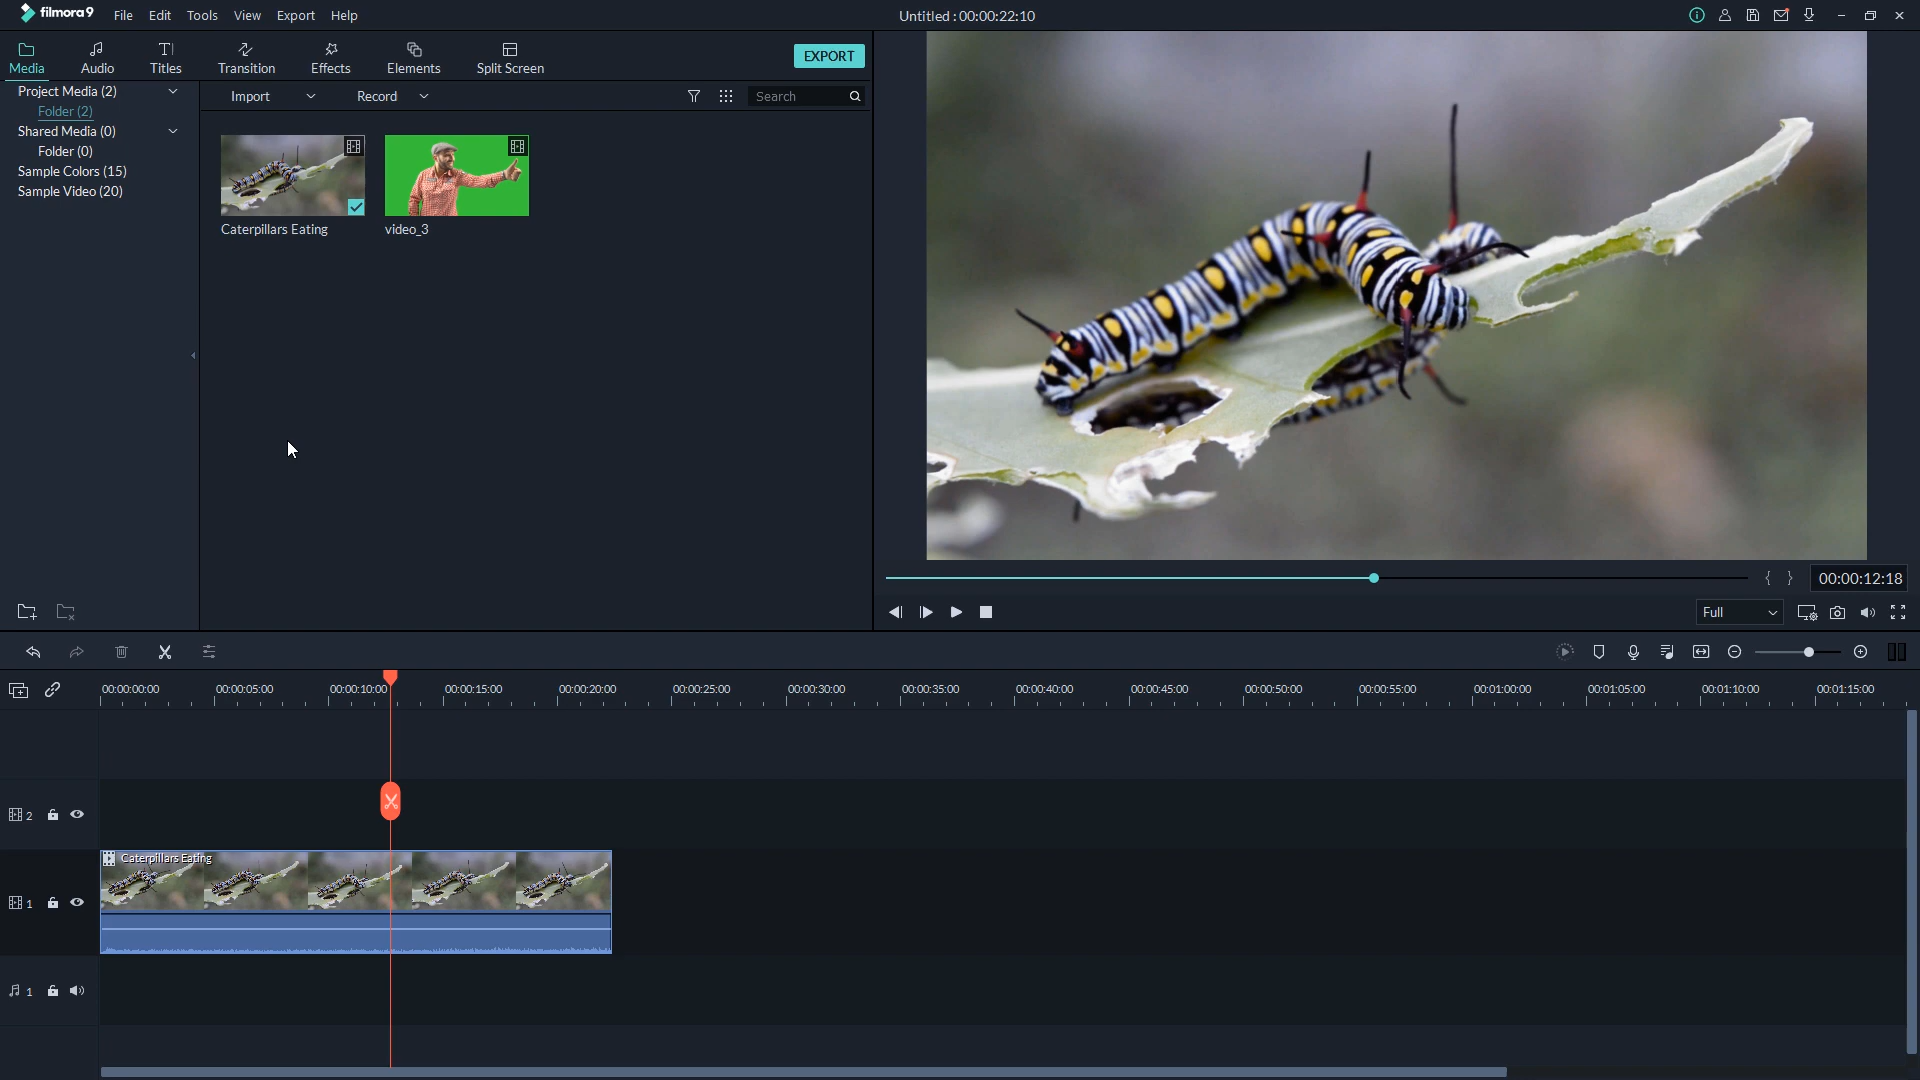 filmora9 File Edit Tools View Export Help Untitled : 00:00:22:10
Media Audio Titles Transition Effects Elements Split Screen EXPORT
Project Media (2)
Folder (2)
Shared Media (0)
Folder (0)
Sample Colors (15)
Sample Video (20)
Import Record Search
Caterpillars Eating video_3
00:00:12:18
Full
00:00:00:00 00:00:05:00 00:00:10:00 00:00:15:00 00:00:20:00 00:00:25:00 00:00:30:00 00:00:35:00 00:00:40:00 00:00:45:00 00:00:50:00 00:00:55:00 00:01:00:00 00:01:05:00 00:01:10:00 00:01:15:00
2
Caterpillars Eating
1
1